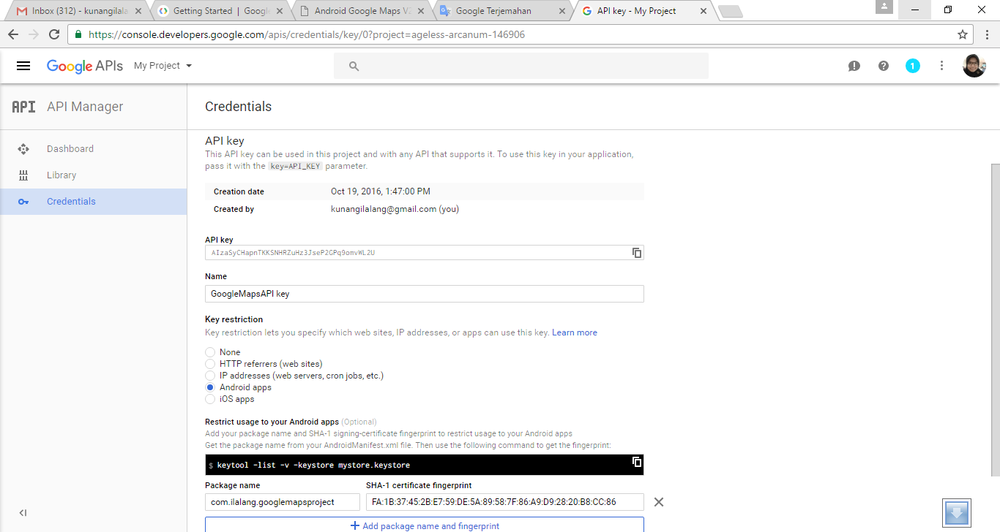 Inbox (312) - kunangilala
Getting Started | Googl
Android Google Maps V2
Google Terjemahan
API key - My Project
https://console.developers.google.com/apis/credentials/key/0?project=ageless-arcanum-146906
Google APIs
My Project
1
API
API Manager
Credentials
Dashboard
Library
Credentials
API key
This API key can be used in this project and with any API that supports it. To use this key in your application,
pass it with the key=API_KEY parameter.
Creation date Oct 19, 2016, 1:47:00 PM
Created by kunangilalang@gmail.com (you)
API key
AIzaSyCHapnTKKSNHRZuHz3JseP2GPq9omvWL2U
Name
GoogleMapsAPI key
Key restriction
Key restriction lets you specify which web sites, IP addresses, or apps can use this key. Learn more
None
HTTP referrers (web sites)
IP addresses (web servers, cron jobs, etc.)
Android apps
iOS apps
Restrict usage to your Android apps (Optional)
Add your package name and SHA-1 signing-certificate fingerprint to restrict usage to your Android apps
Get the package name from your AndroidManifest.xml file. Then use the following command to get the fingerprint:
$ keytool -list -v -keystore mystore.keystore
Package name SHA-1 certificate fingerprint
com.ilalang.googlemapsproject FA:1B:37:45:2B:E7:59:DE:5A:89:58:7F:86:A9:D9:28:20:B8:CC:86
+ Add package name and fingerprint